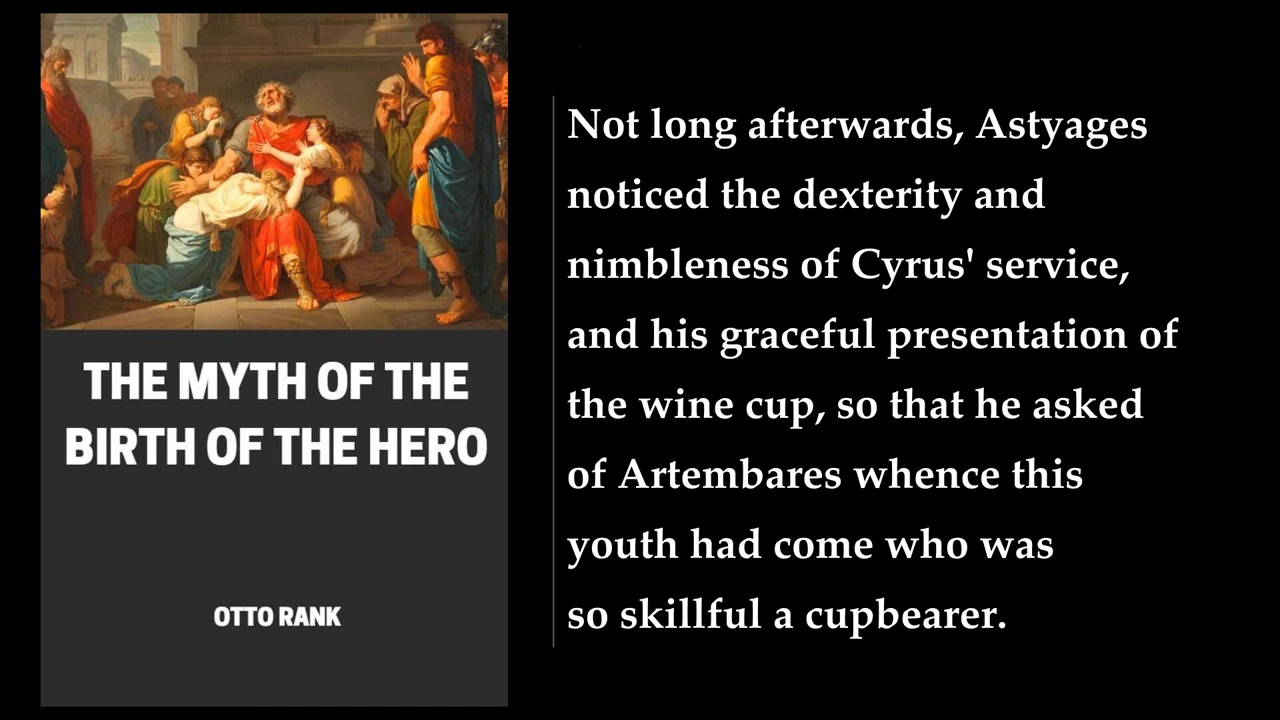 THE MYTH OF THE
BIRTH OF THE HERO
OTTO RANK
Not long afterwards, Astyages
noticed the dexterity and
nimbleness of Cyrus' service,
and his graceful presentation of
the wine cup, so that he asked
of Artembares whence this
youth had come who was
so skillful a cupbearer.